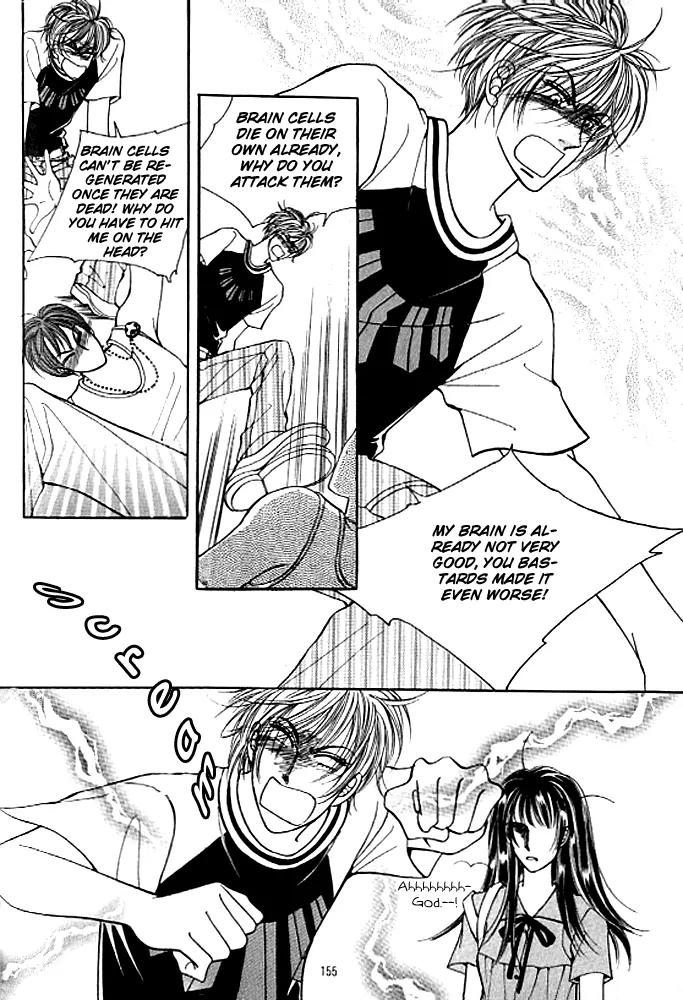 MY BRAIN IS AL-
READY NOT VERY
GOOD, YOU BAS-
TARDS MADE IT
EVEN WORSE!
BRAIN CELLS
DIE ON THEIR
OWN ALREADY,
WHY DO YOU
ATTACK THEM?
BRAIN CELLS
CAN'T BE RE-
GENERATED
ONCE THEY ARE
DEAD! WHY DO
YOU HAVE TO HIT
ME ON THE
HEAD?
Scream
Ahhhhhhh-
God.--!
155